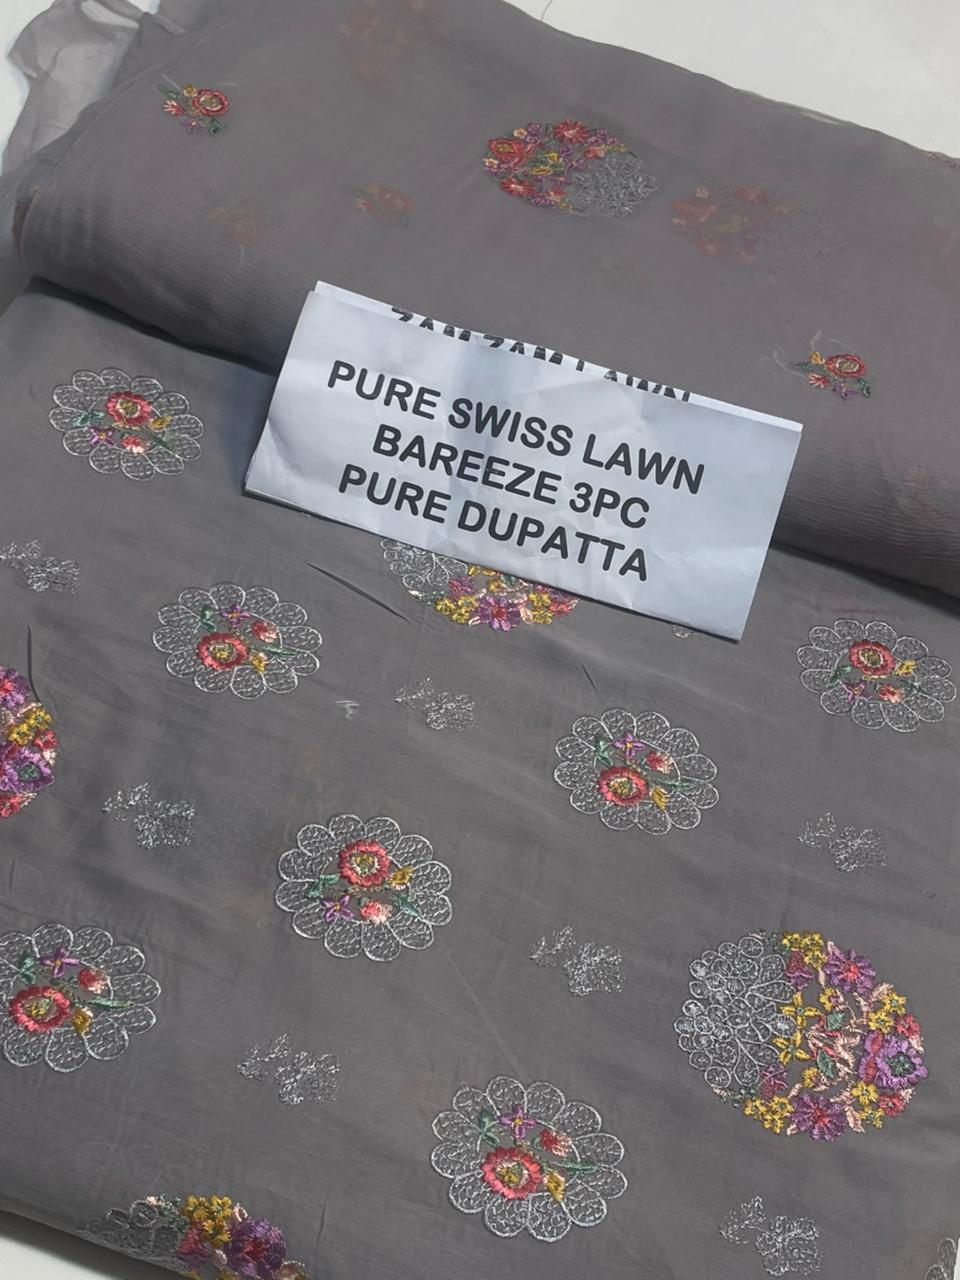 PURE SWISS LAWN
BAREEZE 3PC
PURE DUPATTA